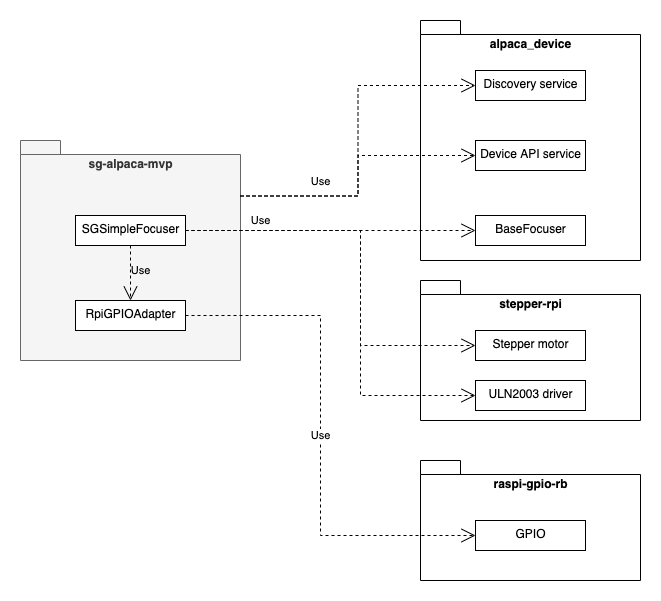 alpaca_device
Discovery service
Device API service
BaseFocuser
sg-alpaca-mvp
SGSimpleFocuser
Use
RpiGPIOAdapter
Use
Use
stepper-rpi
Stepper motor
ULN2003 driver
Use
raspi-gpio-rb
GPIO